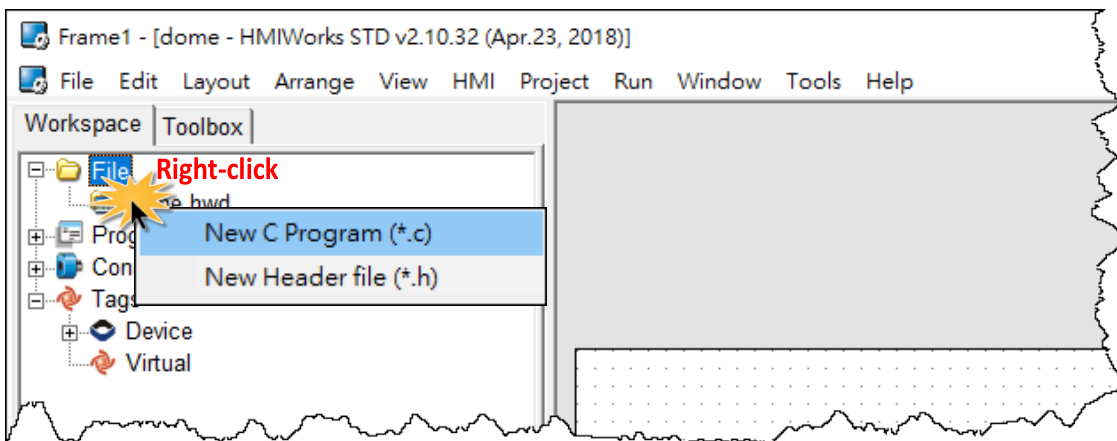 Frame1 - [dome - HMIWorks STD v2.10.32 (Apr.23, 2018)]
File Edit Layout Arrange View HMI Project Run Window Tools Help
Workspace Toolbox
File Right-click
.hwd
New C Program (*.c)
New Header file (*.h)
Tags
Device
Virtual